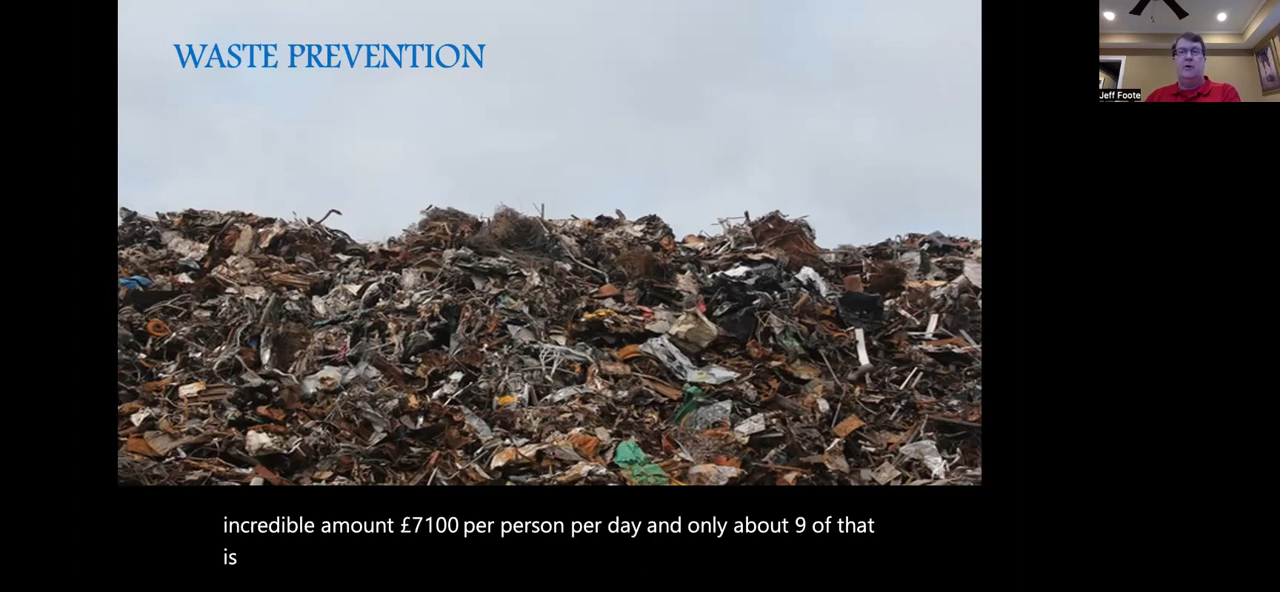 WASTE PREVENTION
Jeff Foote
incredible amount £7100 per person per day and only about 9 of that
is